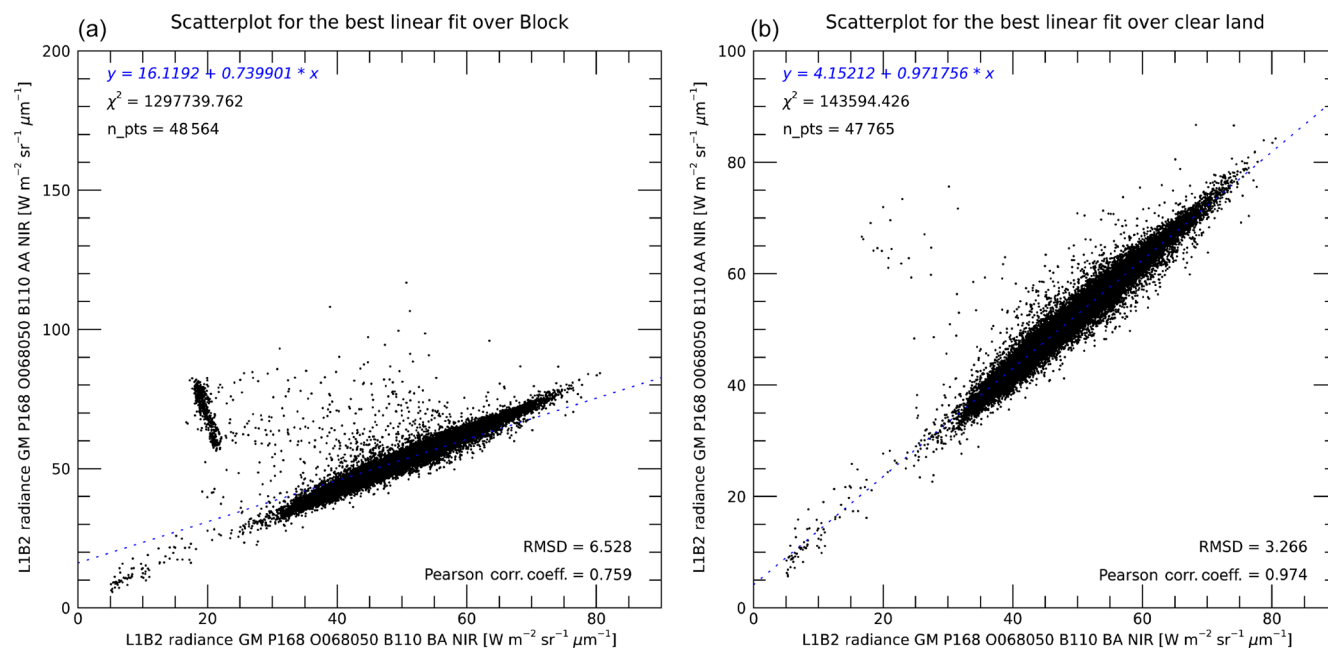 (a) Scatterplot for the best linear fit over Block
200
150
100
50
0
y = 16.1192 + 0.739901 * x
χ² = 1297739.762
n_pts = 48 564
RMSD = 6.528
Pearson corr. coeff. = 0.759
0 20 40 60 80
L1B2 radiance GM P168 O068050 B110 BA NIR [W m⁻² sr⁻¹ μm⁻¹]
L1B2 radiance GM P168 O068050 B110 AA NIR [W m⁻² sr⁻¹ μm⁻¹]
(b) Scatterplot for the best linear fit over clear land
100
80
60
40
20
0
y = 4.15212 + 0.971756 * x
χ² = 143594.426
n_pts = 47 765
RMSD = 3.266
Pearson corr. coeff. = 0.974
0 20 40 60 80
L1B2 radiance GM P168 O068050 B110 BA NIR [W m⁻² sr⁻¹ μm⁻¹]
L1B2 radiance GM P168 O068050 B110 AA NIR [W m⁻² sr⁻¹ μm⁻¹]